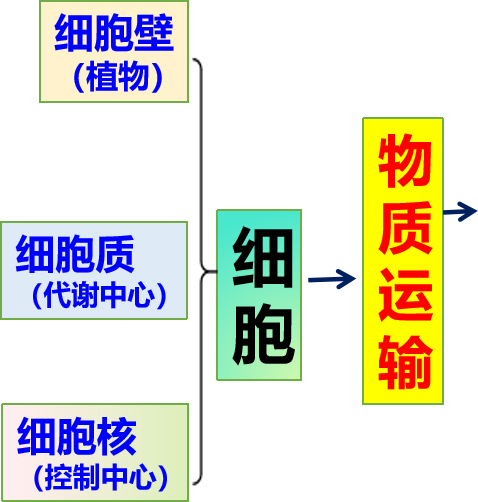 细胞壁
（植物）
细胞质
（代谢中心）
细胞核
（控制中心）
细胞
物质运输